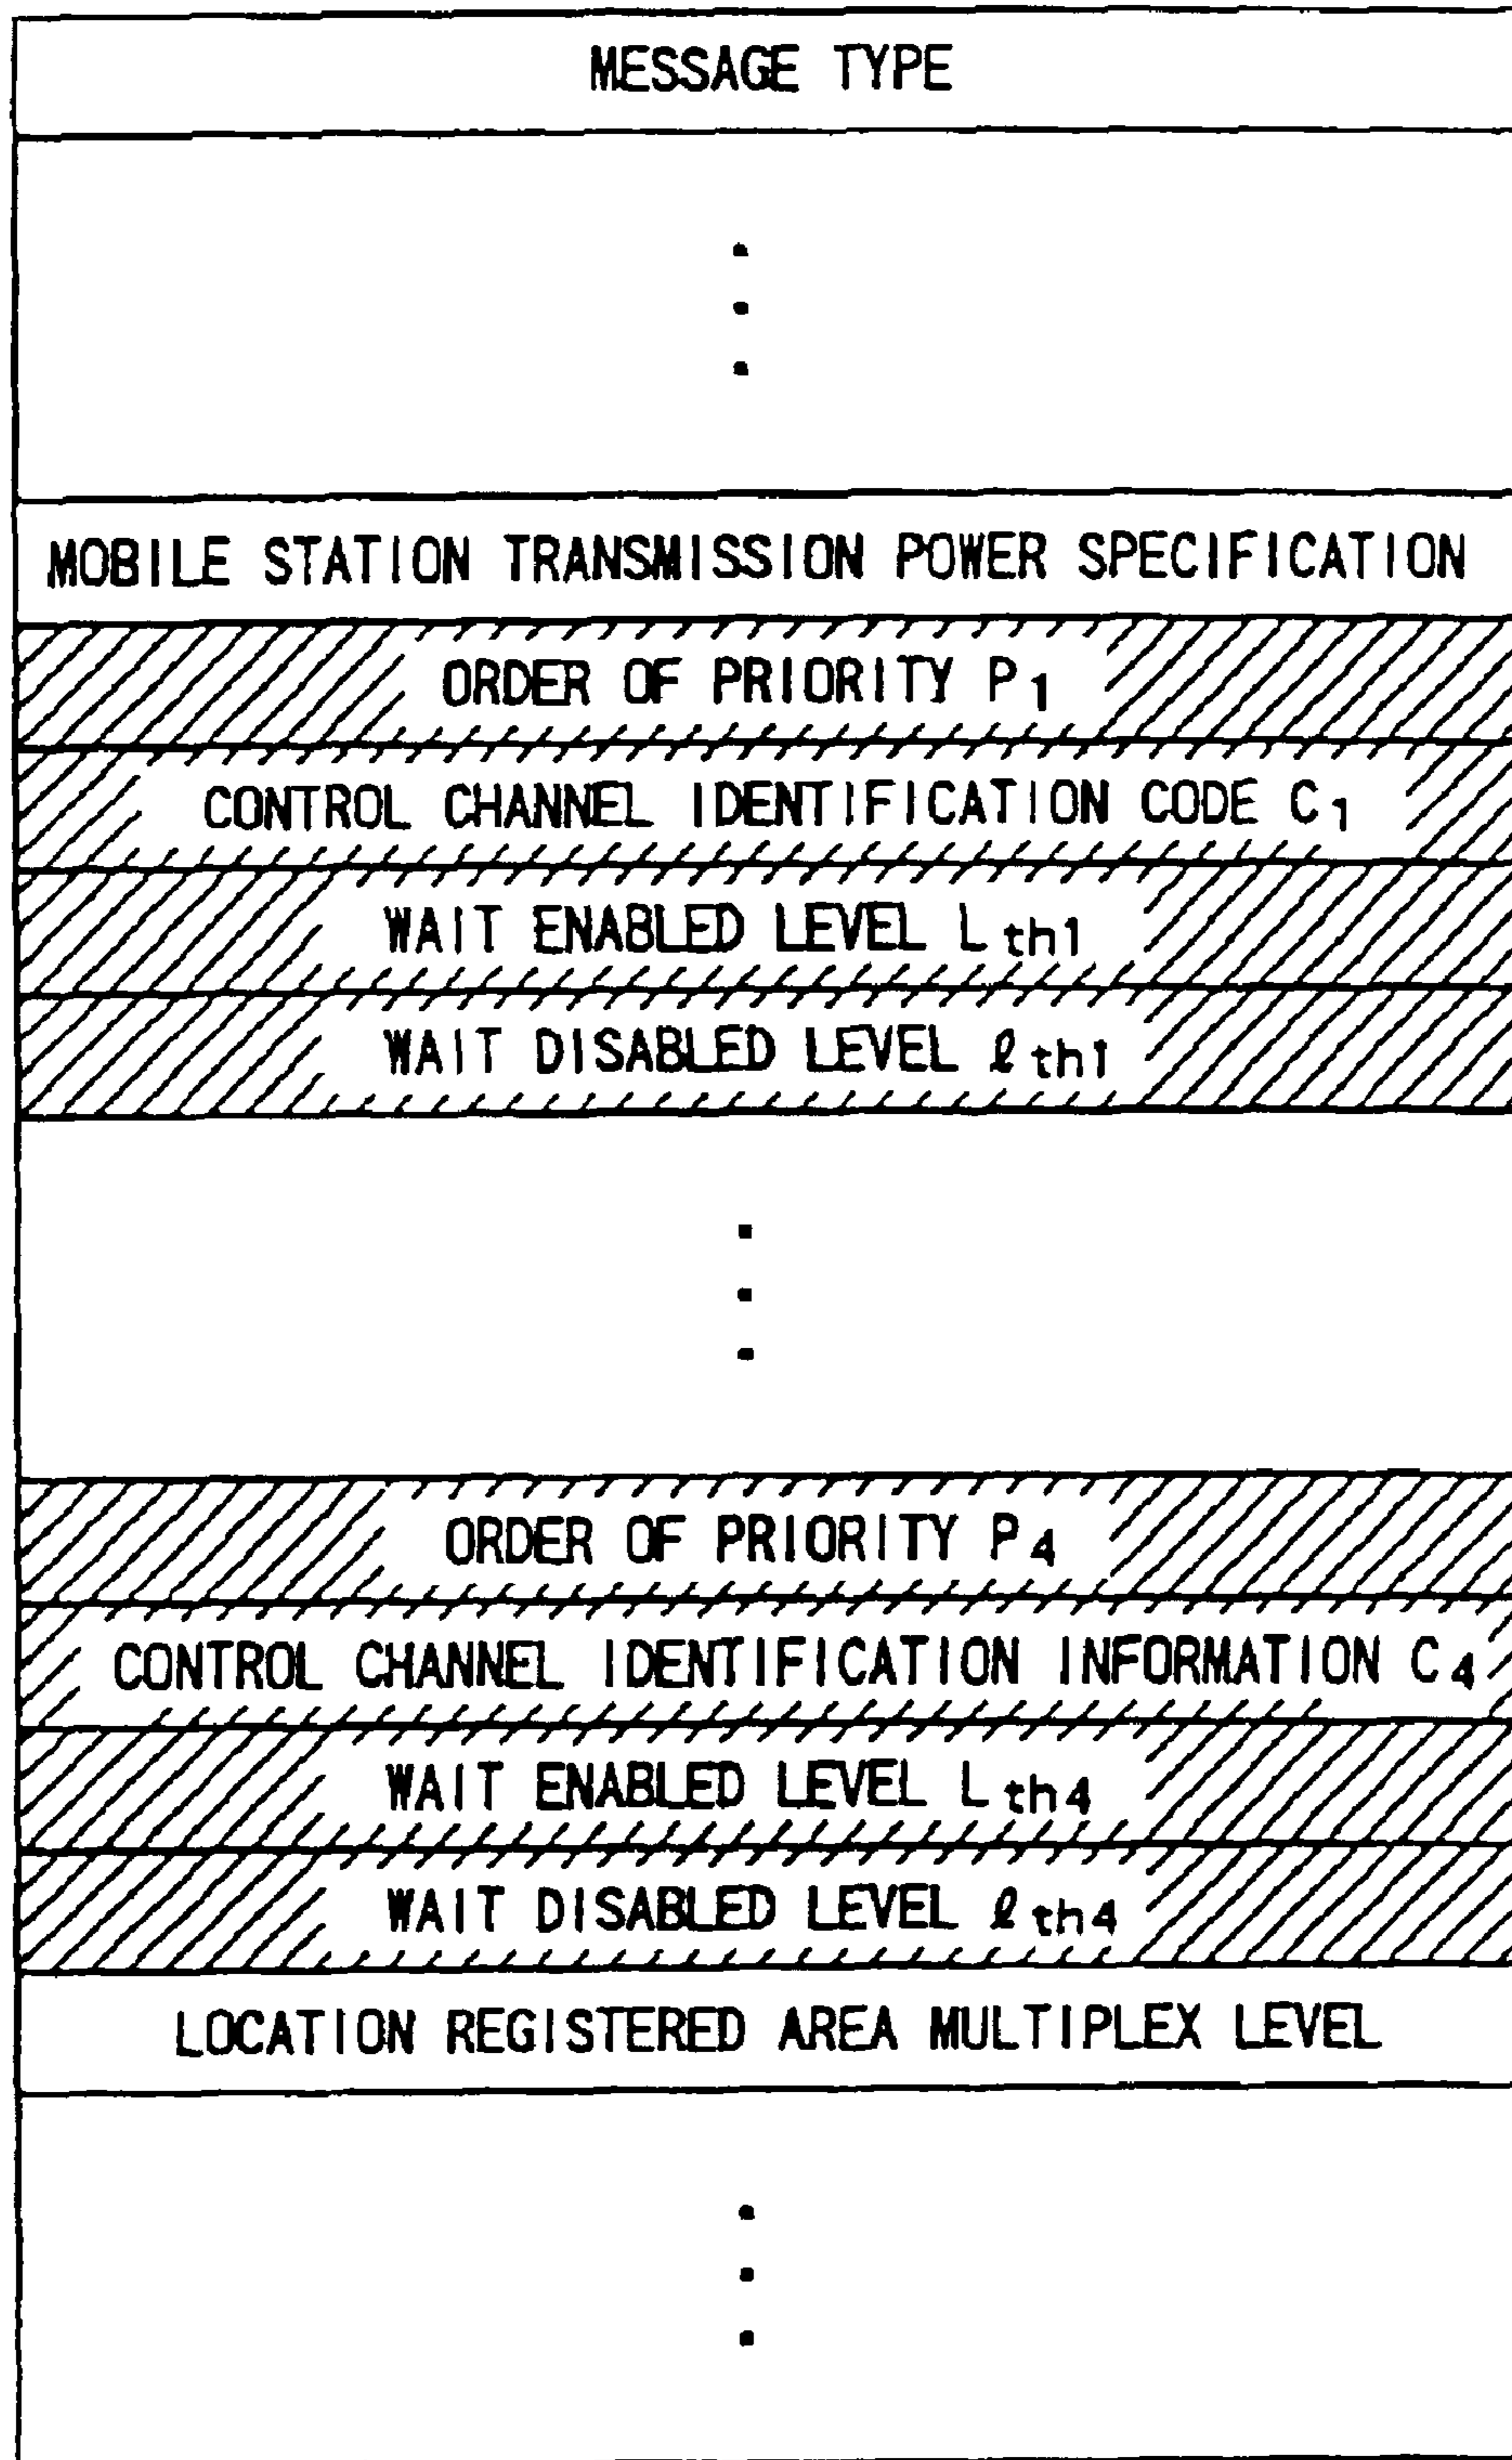 MESSAGE TYPE
MOBILE STATION TRANSMISSION POWER SPECIFICATION
ORDER OF PRIORITY P1
CONTROL CHANNEL IDENTIFICATION CODE C1
WAIT ENABLED LEVEL Lth1
WAIT DISABLED LEVEL ℓth1
ORDER OF PRIORITY P4
CONTROL CHANNEL IDENTIFICATION INFORMATION C4
WAIT ENABLED LEVEL Lth4
WAIT DISABLED LEVEL ℓth4
LOCATION REGISTERED AREA MULTIPLEX LEVEL